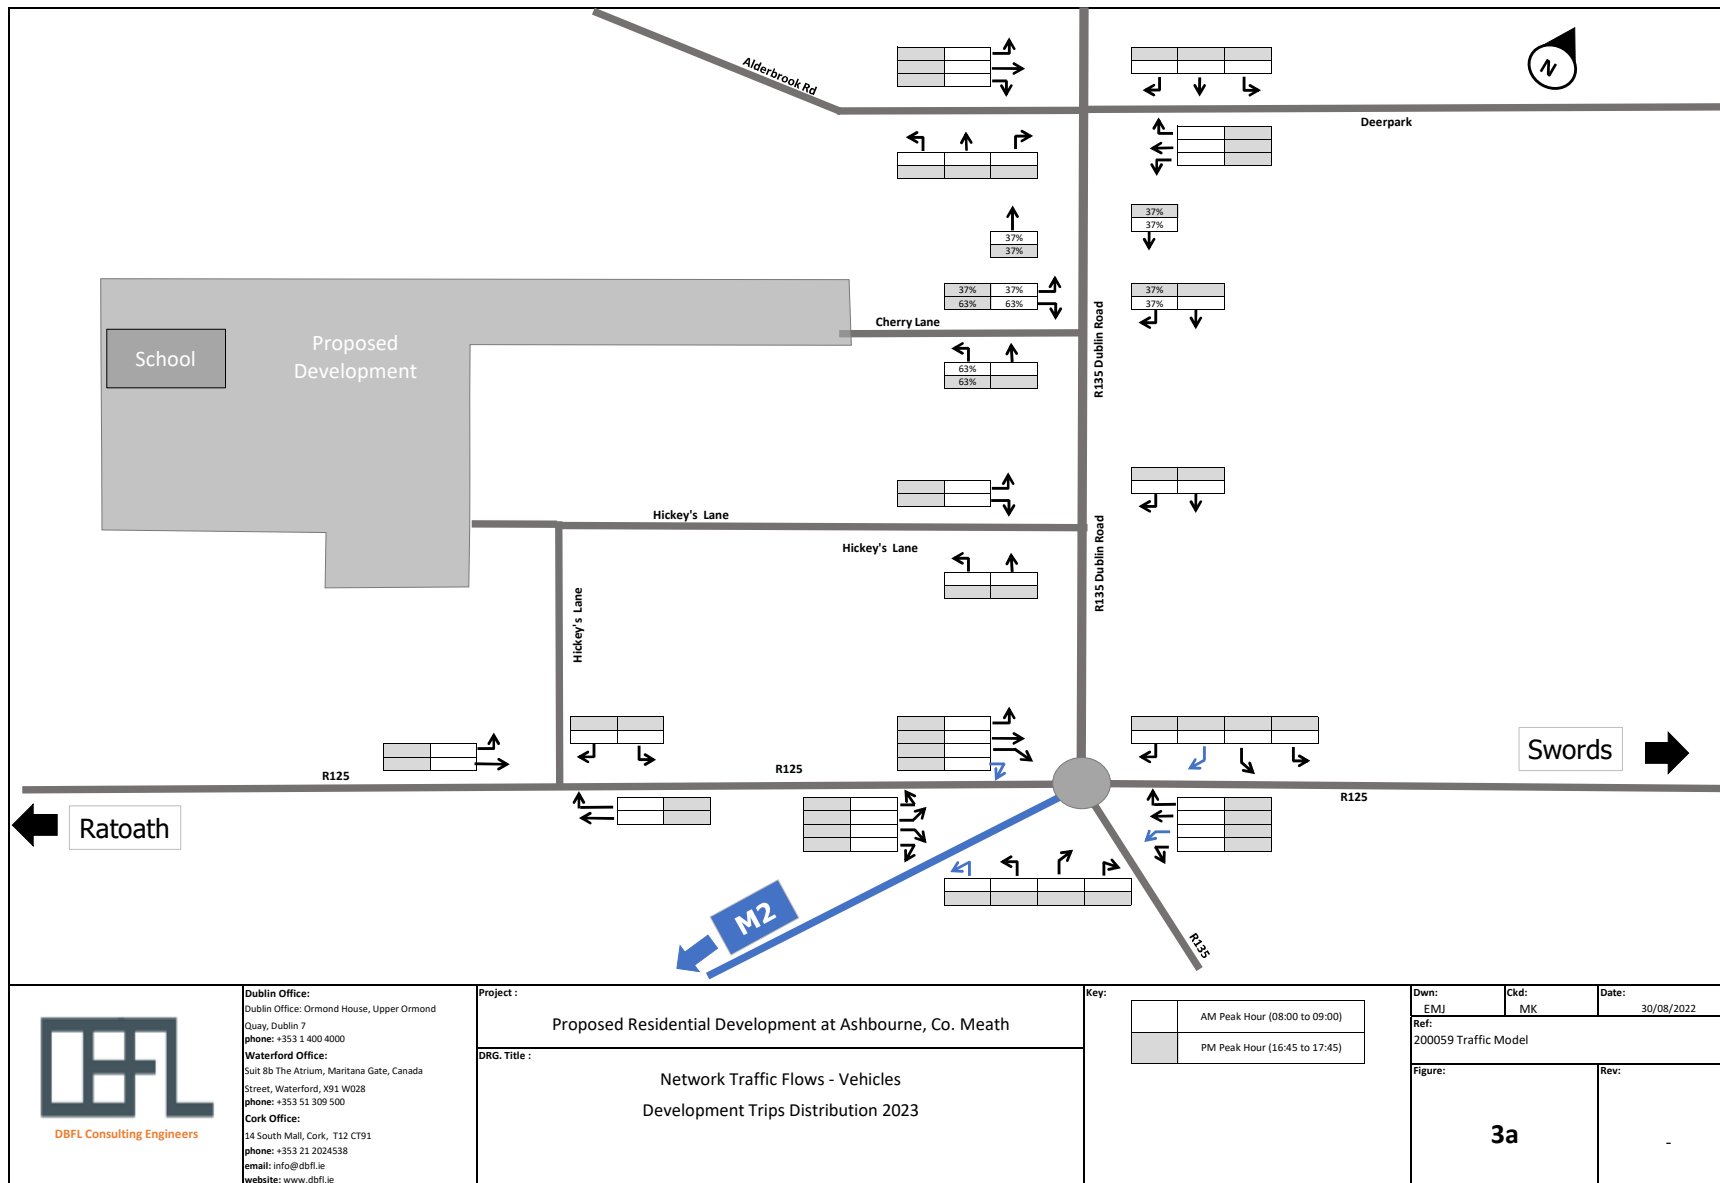 Alderbrook Rd
N
Deerpark
37%
37%
37%
37%
37% 37%
63% 63%
37%
37%
Cherry Lane
63%
63%
R135 Dublin Road
School
Proposed
Development
Hickey's Lane
Hickey's Lane
R135 Dublin Road
Hickey's Lane
R125
R125
R125
Swords
Ratoath
M2
R135
DBFL Consulting Engineers
Dublin Office:
Dublin Office: Ormond House, Upper Ormond
Quay, Dublin 7
phone: +353 1 400 4000
Waterford Office:
Suit 8b The Atrium, Maritana Gate, Canada
Street, Waterford, X91 W028
phone: +353 51 309 500
Cork Office:
14 South Mall, Cork, T12 CT91
phone: +353 21 2024538
email: info@dbfl.ie
website: www.dbfl.ie
Project :
Proposed Residential Development at Ashbourne, Co. Meath
DRG. Title :
Network Traffic Flows - Vehicles
Development Trips Distribution 2023
Key:
AM Peak Hour (08:00 to 09:00)
PM Peak Hour (16:45 to 17:45)
Dwn: Ckd: Date:
EMJ MK 30/08/2022
Ref:
200059 Traffic Model
Figure: Rev:
3a -